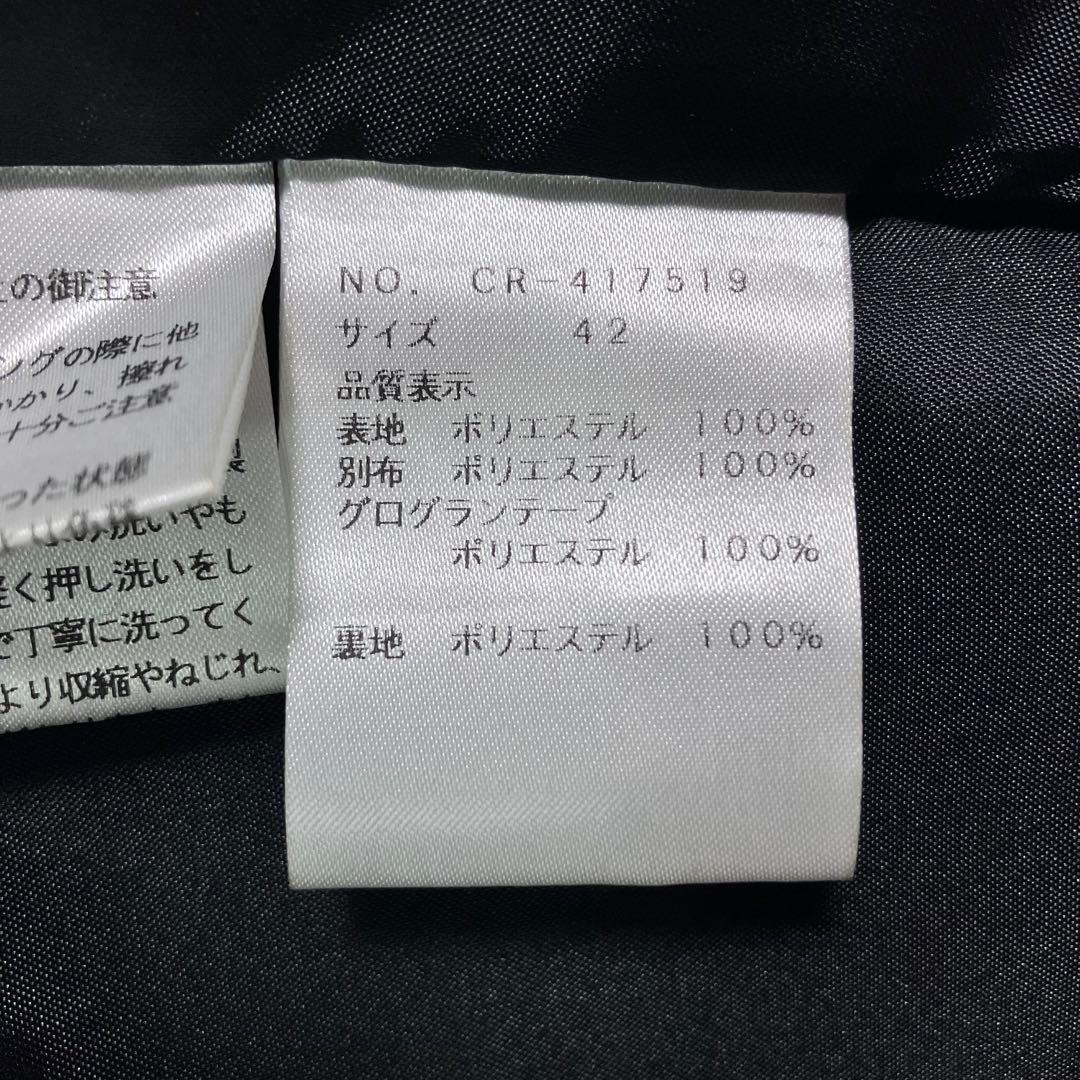 の御注意
ングの際に他
かかり、擦れ
十分ご注意
った状態
洗いやも
軽く押し洗いをし
で丁寧に洗ってく
より収縮やねじれ、
NO. CR-417519
サイズ 42
品質表示
表地 ポリエステル 100%
別布 ポリエステル 100%
グログランテープ
ポリエステル 100%
裏地 ポリエステル 100%